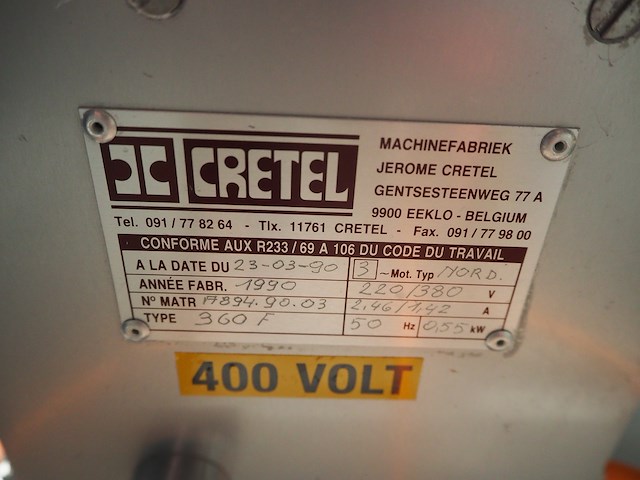 JC CRETEL
MACHINEFABRIEK
JEROME CRETEL
GENTSESTEENWEG 77 A
9900 EEKLO - BELGIUM
Tel. 091 / 77 82 64 - Tlx. 11761 CRETEL - Fax. 091 / 77 98 00
CONFORME AUX R233 / 69 A 106 DU CODE DU TRAVAIL
A LA DATE DU 23-03-90 3 ~ Mot. Typ NORD.
ANNÉE FABR. 1990 220/380 V
N° MATR A894.90.03 2,46/1,42 A
TYPE 360 F 50 Hz 0,55 kW
400 VOLT